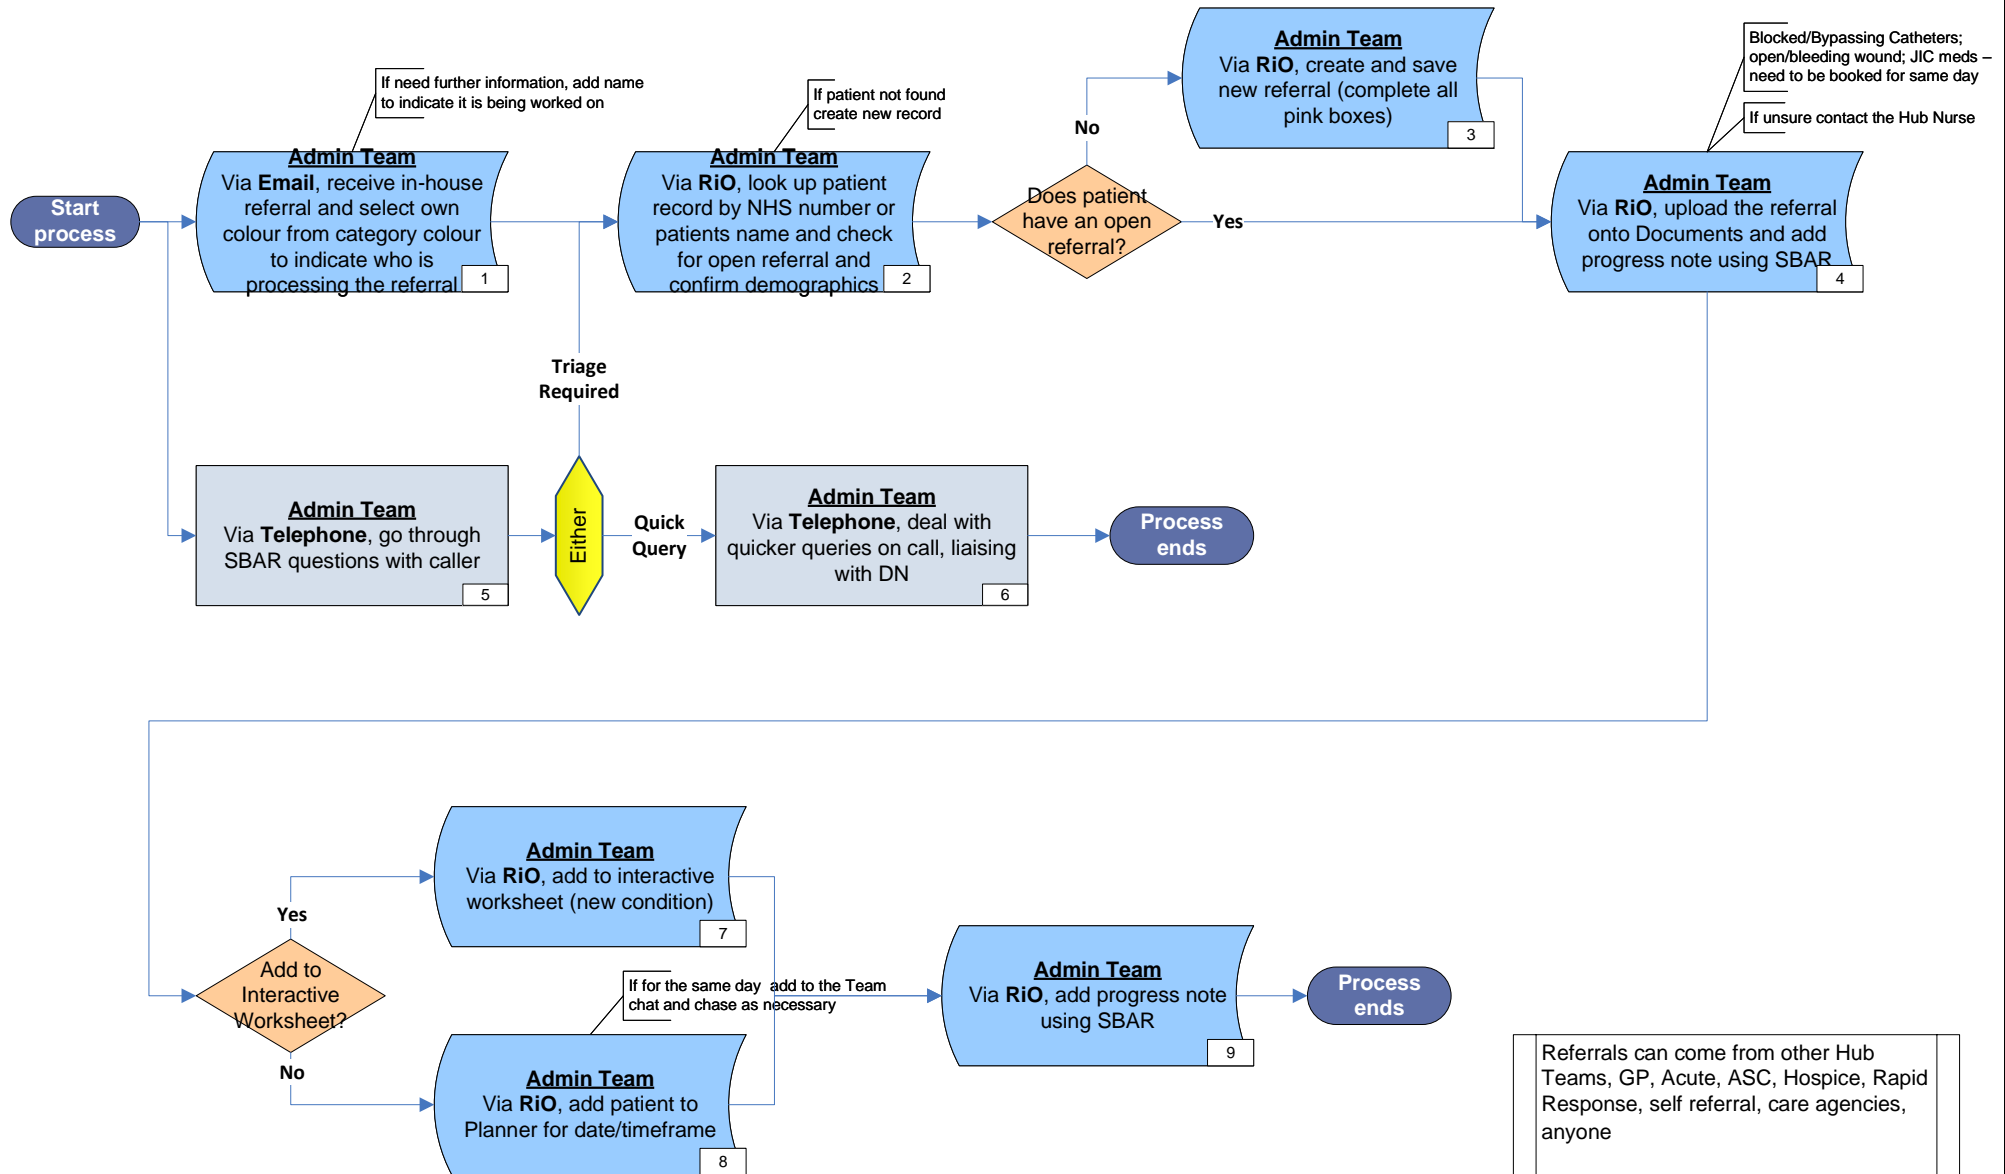 Start
process
If need further information, add name
to indicate it is being worked on
Admin Team
Via Email, receive in-house
referral and select own
colour from category colour
to indicate who is
processing the referral
1
If patient not found
create new record
Admin Team
Via RiO, look up patient
record by NHS number or
patients name and check
for open referral and
confirm demographics
2
Does patient
have an open
referral?
No
Yes
Admin Team
Via RiO, create and save
new referral (complete all
pink boxes)
3
Blocked/Bypassing Catheters;
open/bleeding wound; JIC meds –
need to be booked for same day
If unsure contact the Hub Nurse
Admin Team
Via RiO, upload the referral
onto Documents and add
progress note using SBAR
4
Triage
Required
Admin Team
Via Telephone, go through
SBAR questions with caller
5
Either
Quick
Query
Admin Team
Via Telephone, deal with
quicker queries on call, liaising
with DN
6
Process
ends
Add to
Interactive
Worksheet?
Yes
No
Admin Team
Via RiO, add to interactive
worksheet (new condition)
7
If for the same day  add to the Team
chat and chase as necessary
Admin Team
Via RiO, add patient to
Planner for date/timeframe
8
Admin Team
Via RiO, add progress note
using SBAR
9
Process
ends
Referrals can come from other Hub
Teams, GP, Acute, ASC, Hospice, Rapid
Response, self referral, care agencies,
anyone